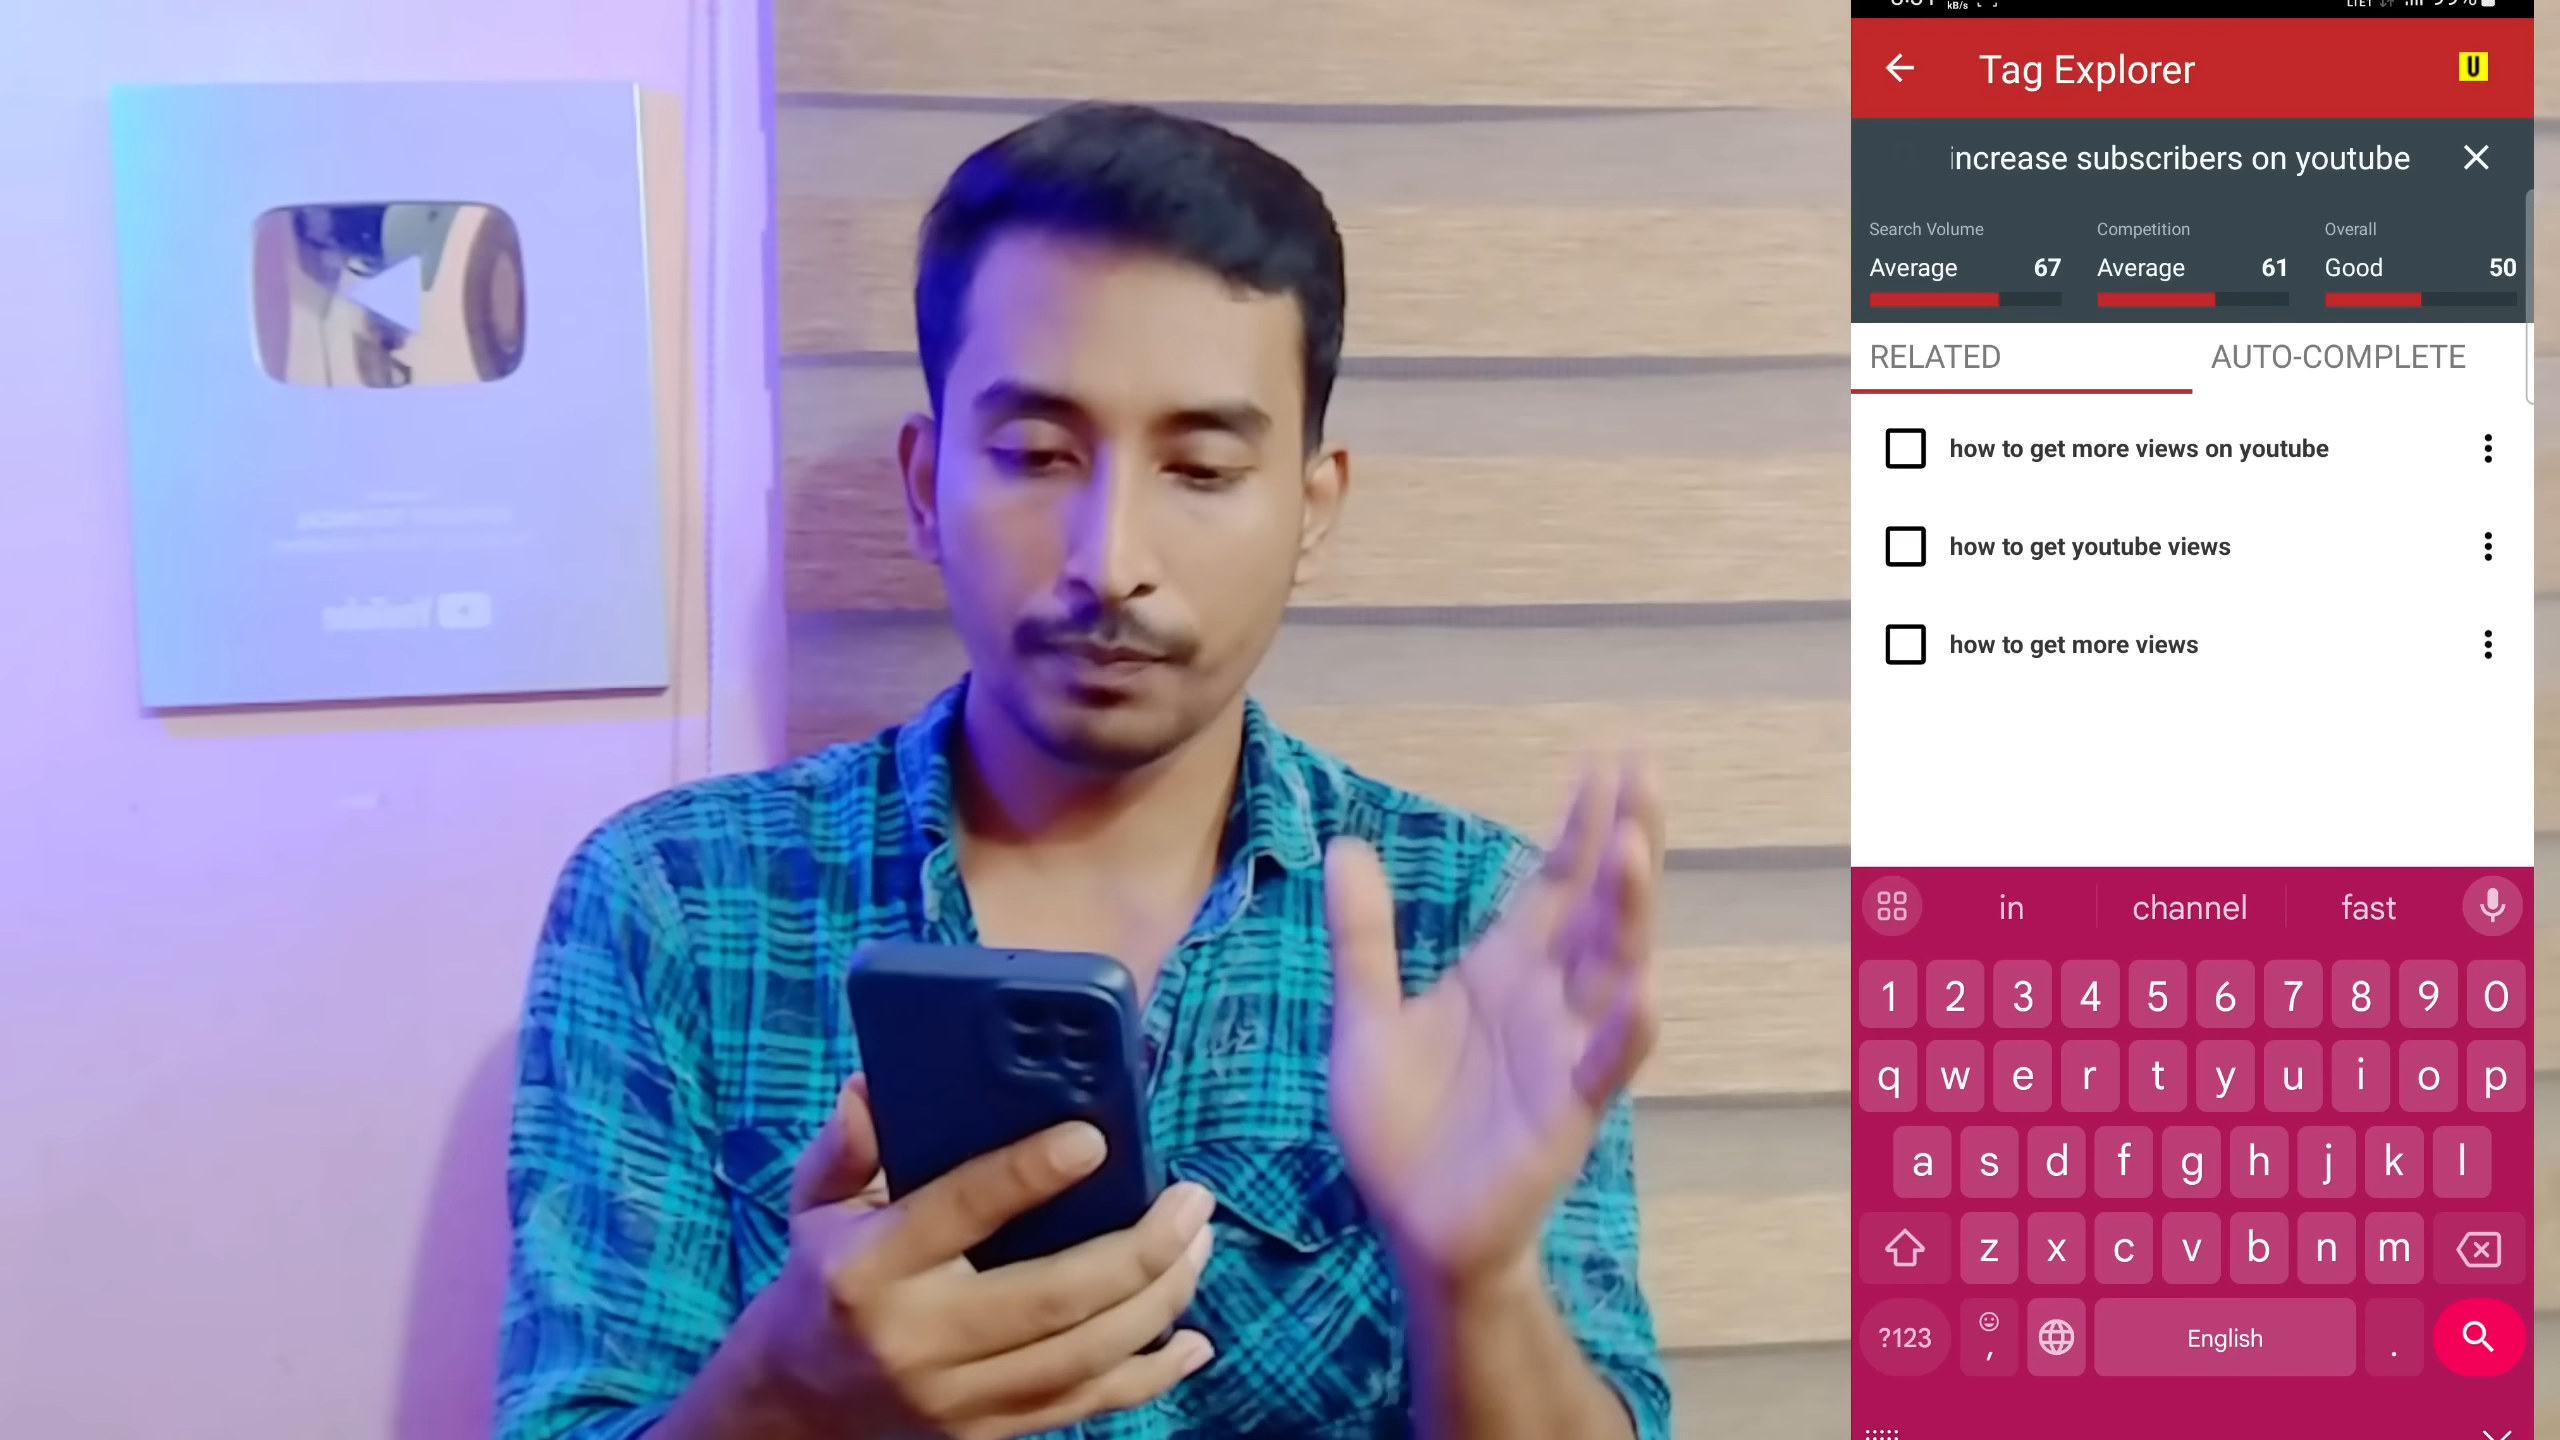 kB/s
Tag Explorer
U
increase subscribers on youtube
Search Volume
Competition
Overall
Average 67
Average 61
Good 50
RELATED
AUTO-COMPLETE
how to get more views on youtube
how to get youtube views
how to get more views
in
channel
fast
1 2 3 4 5 6 7 8 9 0
q w e r t y u i o p
a s d f g h j k l
z x c v b n m
?123
,
English
.
YouTube